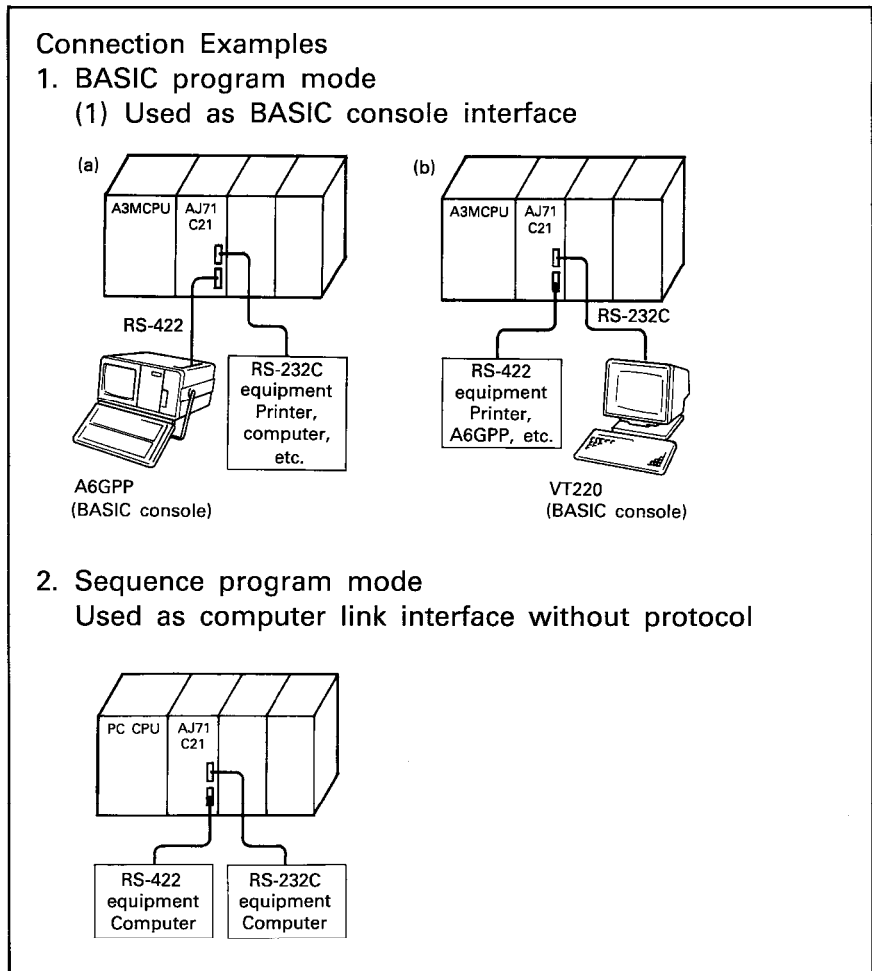 Connection Examples
1. BASIC program mode
(1) Used as BASIC console interface
(a)
A3MCPU
AJ71
C21
RS-422
RS-232C
equipment
Printer,
computer,
etc.
A6GPP
(BASIC console)
(b)
A3MCPU
AJ71
C21
RS-232C
RS-422
equipment
Printer,
A6GPP, etc.
VT220
(BASIC console)
2. Sequence program mode
Used as computer link interface without protocol
PC CPU
AJ71
C21
RS-422
equipment
Computer
RS-232C
equipment
Computer